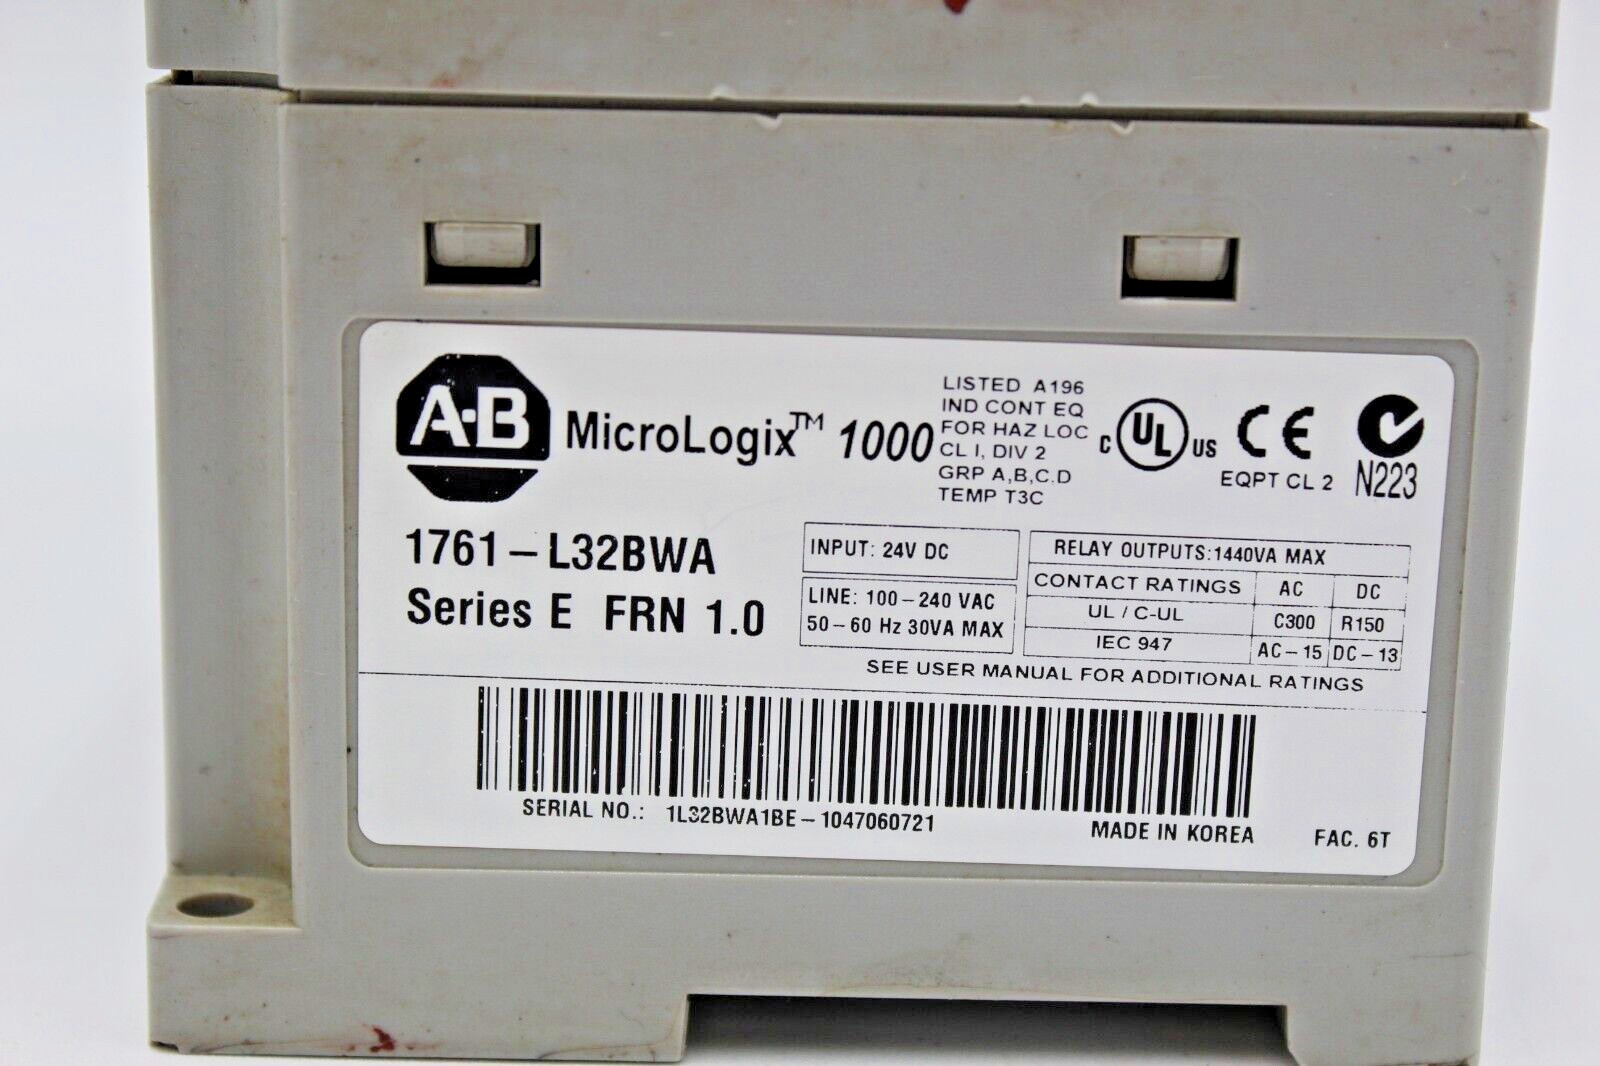 A·B MicroLogix™ 1000
LISTED A196
IND CONT EQ
FOR HAZ LOC
CL I, DIV 2
GRP A,B,C.D
TEMP T3C
C UL US
CE
EQPT CL 2
N223
1761-L32BWA
Series E FRN 1.0
INPUT: 24V DC
LINE: 100-240 VAC
50-60 Hz 30VA MAX
RELAY OUTPUTS:1440VA MAX
CONTACT RATINGS AC DC
UL / C-UL C300 R150
IEC 947 AC-15 DC-13
SEE USER MANUAL FOR ADDITIONAL RATINGS
SERIAL NO.: 1L32BWA1BE-1047060721
MADE IN KOREA
FAC. 6T